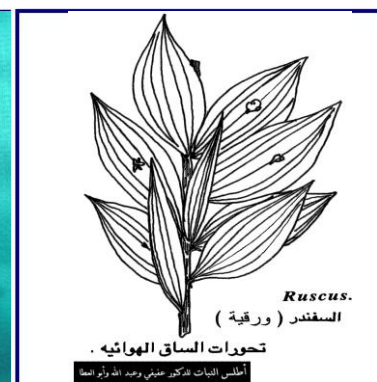 Ruscus.
السفندر ( ورقية )
تحورات الساق الهوائيه .
أطلس النبات للدكتور عفيفي وعبد الله وأبو العطا